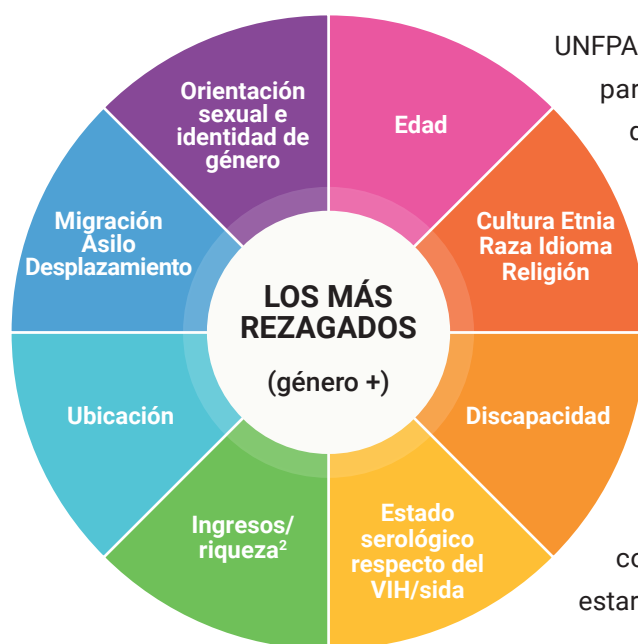 UNFPA
par
Orientación
sexual e
identidad de
género
Edad
Migración
Asilo
Desplazamiento
Cultura Etnia
Raza Idioma
Religión
LOS MÁS
REZAGADOS
(género +)
Ubicación
Discapacidad
Ingresos/
riqueza²
Estado
serológico
respecto del
VIH/sida
co
estar